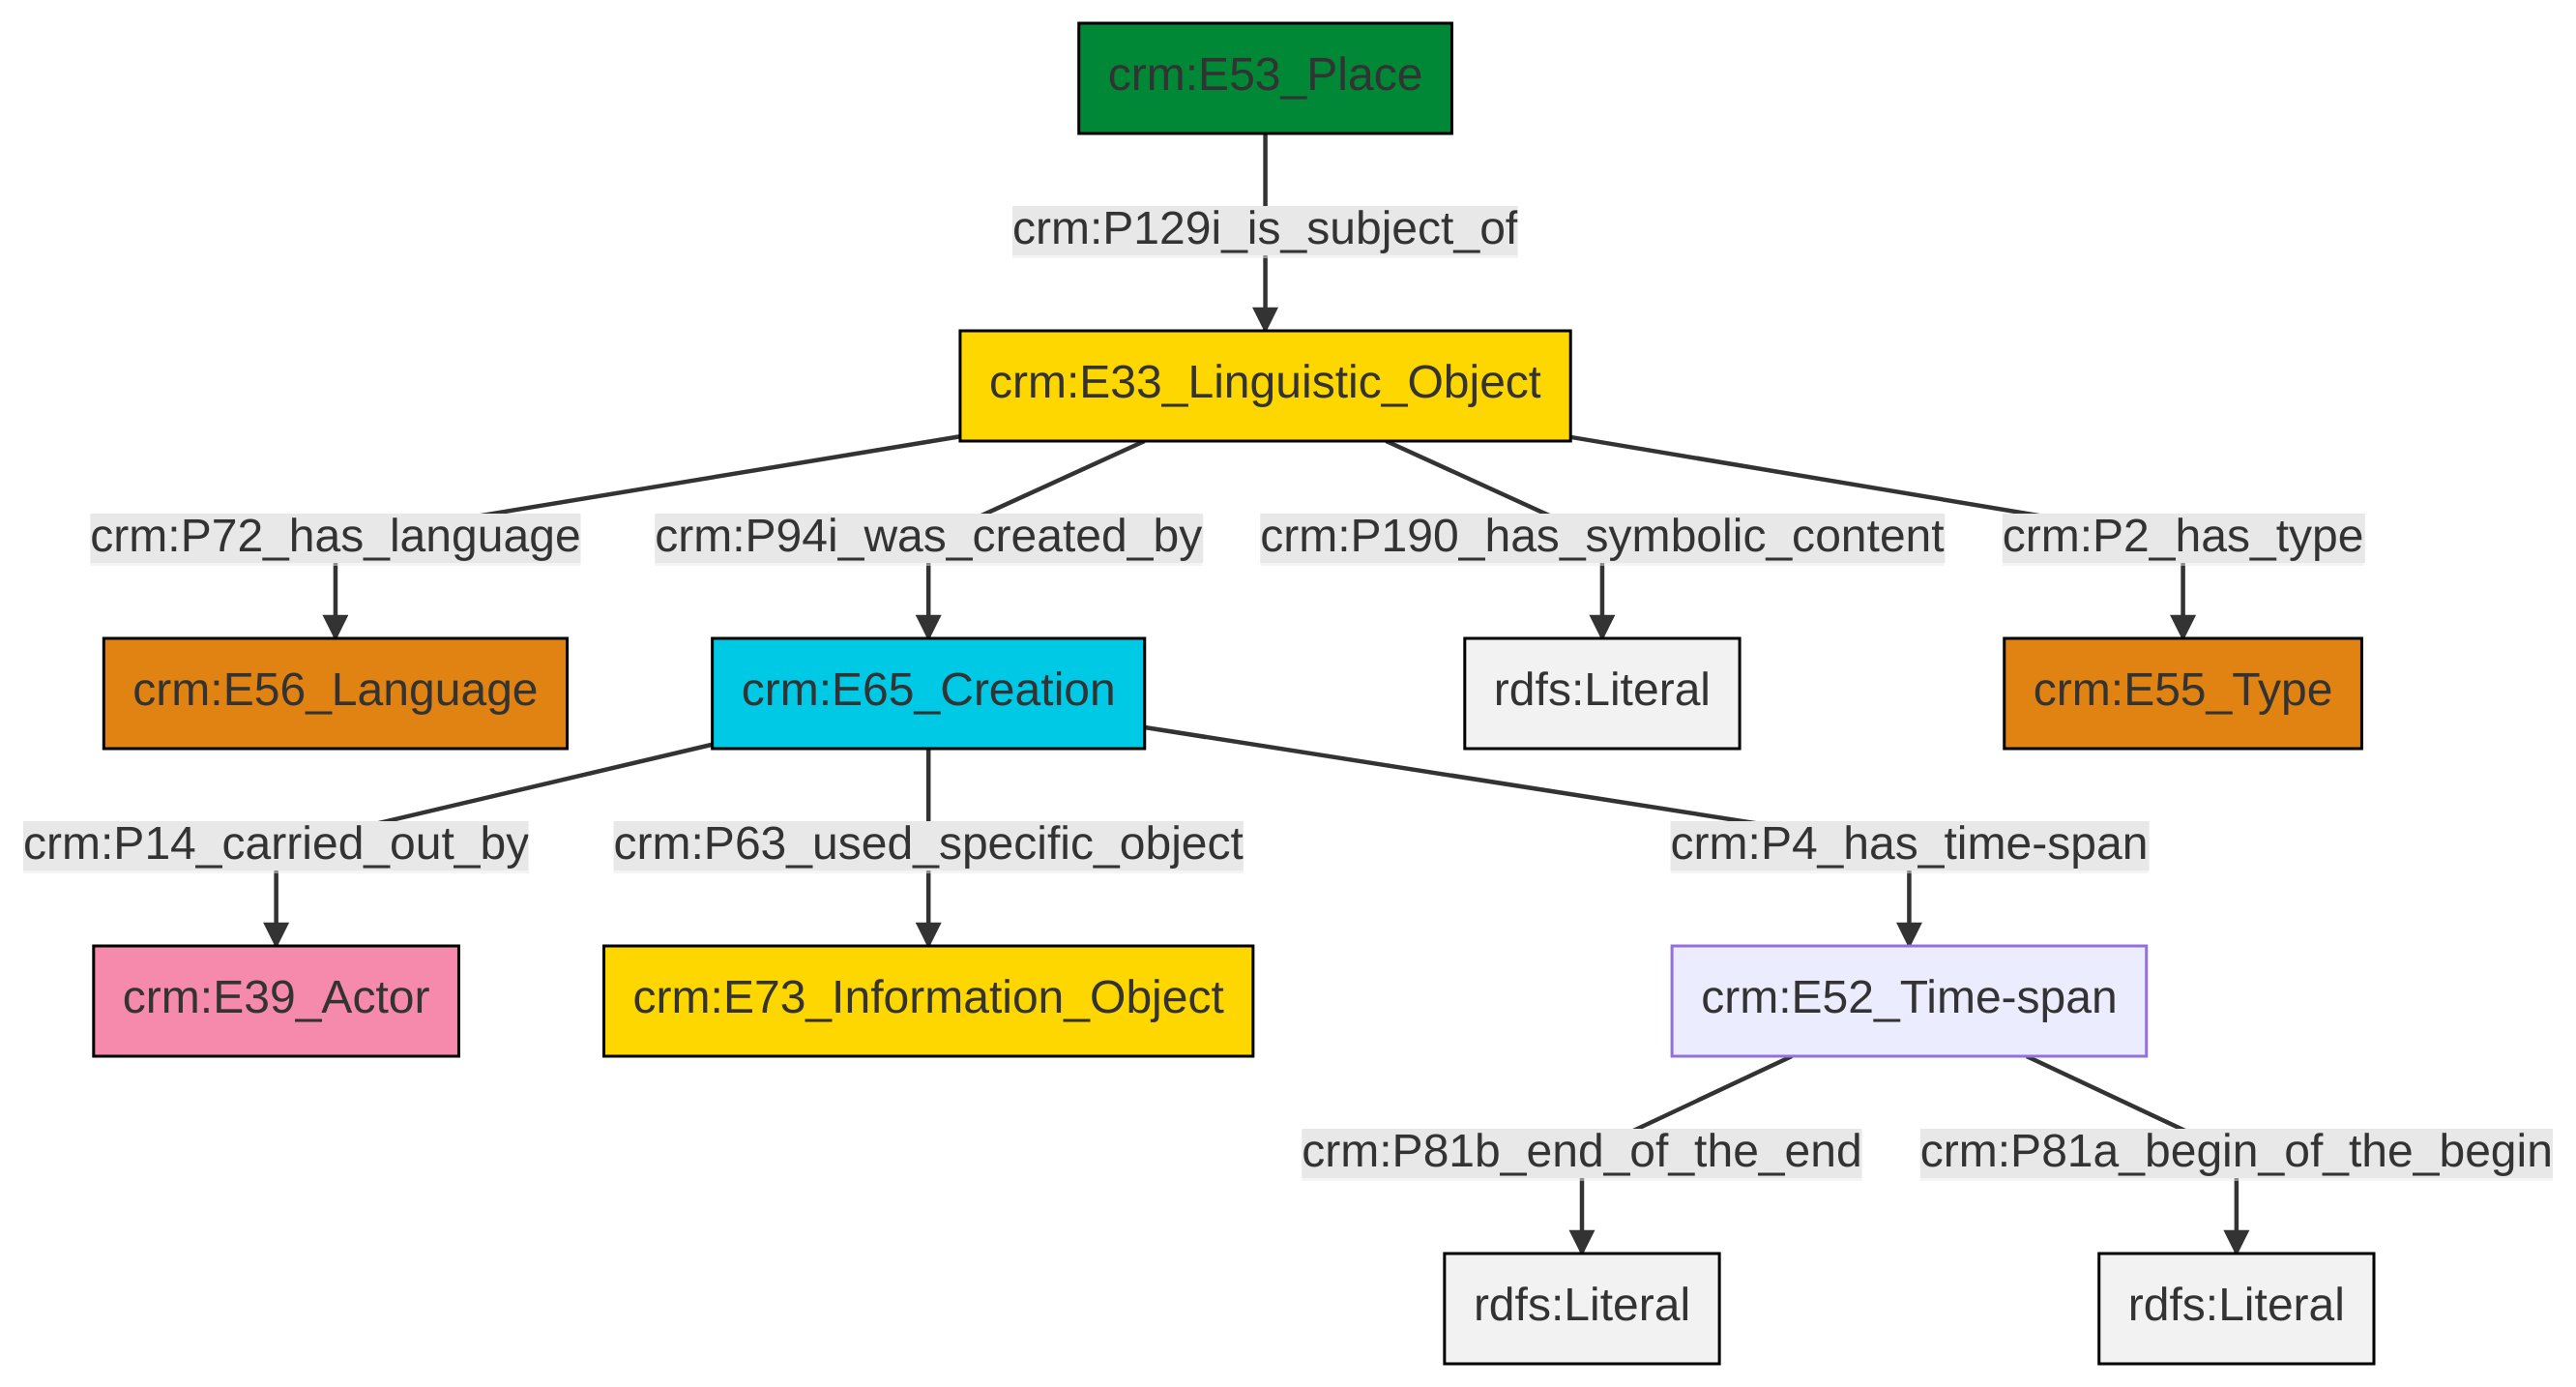 crm:E53_Place
crm:P129i_is_subject_of
crm:E33_Linguistic_Object
crm:P72_has_language
crm:P94i_was_created_by
crm:P190_has_symbolic_content
crm:P2_has_type
crm:E56_Language
crm:E65_Creation
rdfs:Literal
crm:E55_Type
crm:P14_carried_out_by
crm:P63_used_specific_object
crm:P4_has_time-span
crm:E39_Actor
crm:E73_Information_Object
crm:E52_Time-span
crm:P81b_end_of_the_end
crm:P81a_begin_of_the_begin
rdfs:Literal
rdfs:Literal